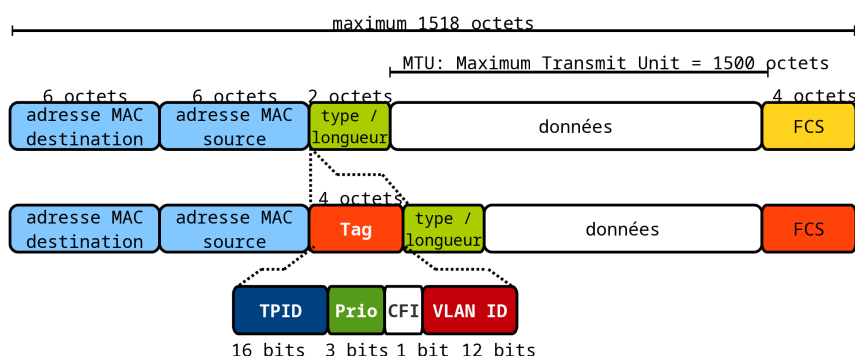 maximum 1518 octets
MTU: Maximum Transmit Unit = 1500 octets
6 octets
6 octets
2 octets
4 octets
adresse MAC
destination
adresse MAC
source
type /
longueur
données
FCS
4 octets
adresse MAC
destination
adresse MAC
source
Tag
type /
longueur
données
FCS
TPID
Prio
CFI
VLAN ID
16 bits
3 bits
1 bit
12 bits